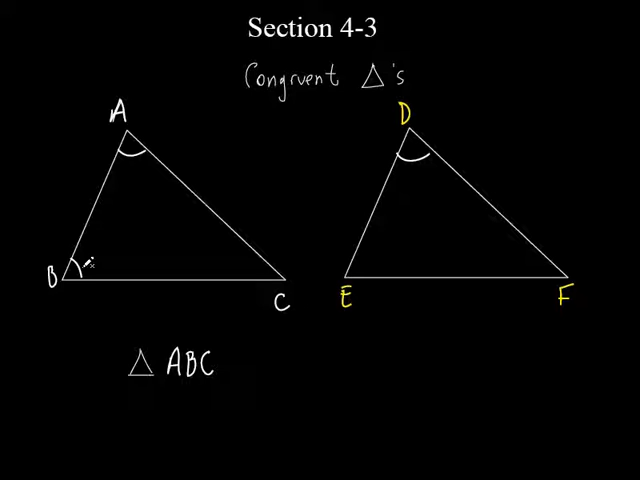 Section 4-3
Congruent △'s
A
D
B
C
E
F
△ ABC